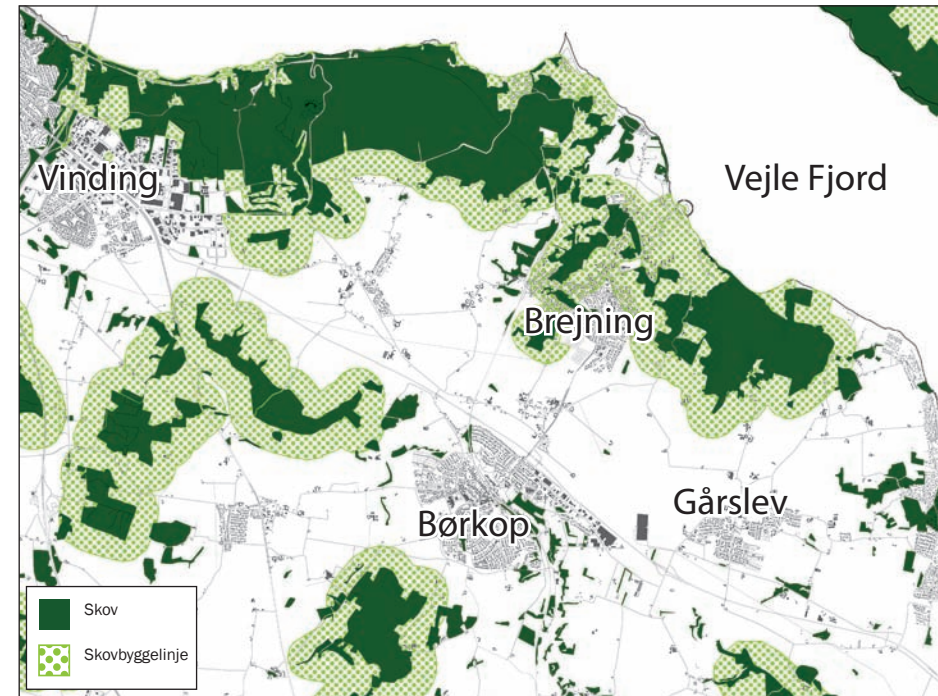 Vinding
Vejle Fjord
Brejning
Gårslev
Børkop
Skov
Skovbyggelinje